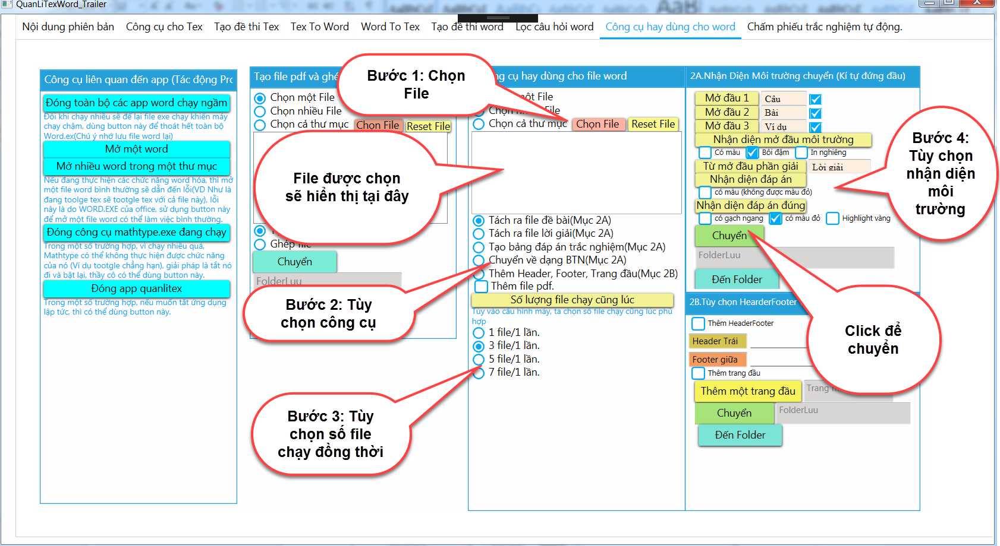 QuanLiTexWord_Trailer
Nội dung phiên bản
Công cụ cho Tex
Tạo đề thi Tex
Tex To Word
Word To Tex
Tạo đề thi word
Lọc câu hỏi word
Công cụ hay dùng cho word
Chấm phiếu trắc nghiệm tự động.
Công cụ liên quan đến app (Tác động Pro
Đóng toàn bộ các app word chạy ngầm
Đôi khi chạy nhiều sẽ để lại file exe chạy khiến máy
chạy chậm, dùng button này để thoát hết toàn bộ
Word.ex(Chú ý nhớ lưu file word lại)
Mở một word
Mở nhiều word trong một thư mục
Nếu đang thực hiện các chức năng word hóa, thì mở
một file word bình thường sẽ dẫn đến lỗi(VD Như là
đang toolge tex sẽ tootgle tex với cả file này), lỗi
này là do WORD.EXE của office, sử dụng button này
để mở một file word có thể làm việc bình thường.
Đóng công cụ mathtype.exe đang chạy
Trong một số trường hợp, vì chạy nhiều quá,
Mathtype có thể không thực hiện được chức năng
của nó (Ví dụ tootgle chẳng hạn), giải pháp là tắt nó
đi và bật lại, thầy cô có thể dùng button này.
Đóng app quanlitex
Trong một số trường hợp, nếu muốn tắt ứng dụng
lập tức, thì có thể dùng button này.
Tạo file pdf và ghé
Chọn một File
Chọn nhiều File
Chọn cả thư mục
Chọn File
Reset File
Ghép file
Chuyển
FolderLuu
Bước 1: Chọn
File
File được chọn
sẽ hiển thị tại đây
Bước 2: Tùy
chọn công cụ
Bước 3: Tùy
chọn số file
chạy đồng thời
cụ hay dùng cho file word
một File
File
Chọn cả thư mục
Chọn File
Reset File
Tách ra file đề bài(Mục 2A)
Tách ra file lời giải(Mục 2A)
Tạo bảng đáp án trắc nghiệm(Mục 2A)
Chuyển về dạng BTN(Mục 2A)
Thêm Header, Footer, Trang đầu(Mục 2B)
Thêm file pdf.
Số lượng file chạy cũng lúc
Tùy vào cấu hình máy, ta chọn số file chạy cũng lúc phù
hợp
1 file/1 lần.
3 file/1 lần.
5 file/1 lần.
7 file/1 lần.
2A.Nhận Diện Môi trường chuyển (Kí tự đứng đầu)
Mở đầu 1
Câu
Mở đầu 2
Bài
Mở đầu 3
Ví dụ
Nhận diện mở đầu môi trường
Có màu
Bôi đậm
In nghiêng
Từ mở đầu phần giải
Lời giải
Nhận diện đáp án
có màu (không được màu đỏ)
Nhận diện đáp án đúng
có gạch ngang
có màu đỏ
Highlight vàng
Chuyển
FolderLuu
Đến Folder
2B.Tùy chọn HearderFooter
Thêm HeaderFooter
Header Trái
Footer giữa
Thêm trang đầu
Thêm một trang đầu
Trang
Chuyển
FolderLuu
Đến Folder
Bước 4:
Tùy chọn
nhận diện
môi
trường
Click để
chuyển